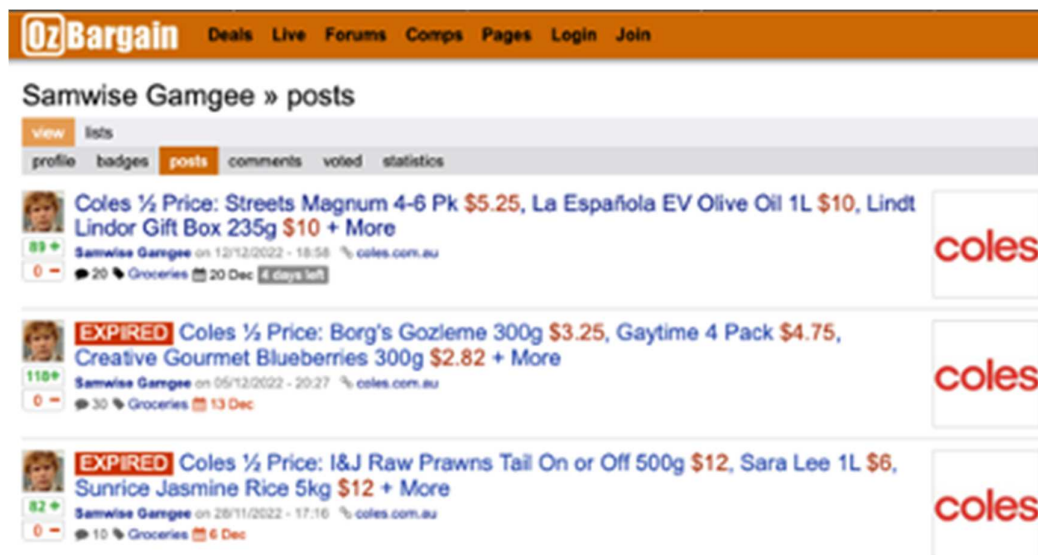 OzBargain Deals Live Forums Comps Pages Login Join
Samwise Gamgee » posts
view lists
profile badges posts comments voted statistics
Coles ½ Price: Streets Magnum 4-6 Pk $5.25, La Española EV Olive Oil 1L $10, Lindt
Lindor Gift Box 235g $10 + More
89 +
Samwise Gamgee on 12/12/2022 - 18:58 coles.com.au
0 −
20 Groceries 20 Dec 4 days left
coles
EXPIRED Coles ½ Price: Borg's Gozleme 300g $3.25, Gaytime 4 Pack $4.75,
Creative Gourmet Blueberries 300g $2.82 + More
118+
Samwise Gamgee on 05/12/2022 - 20:27 coles.com.au
0 −
30 Groceries 13 Dec
coles
EXPIRED Coles ½ Price: I&J Raw Prawns Tail On or Off 500g $12, Sara Lee 1L $6,
Sunrice Jasmine Rice 5kg $12 + More
82 +
Samwise Gamgee on 28/11/2022 - 17:16 coles.com.au
0 −
10 Groceries 6 Dec
coles